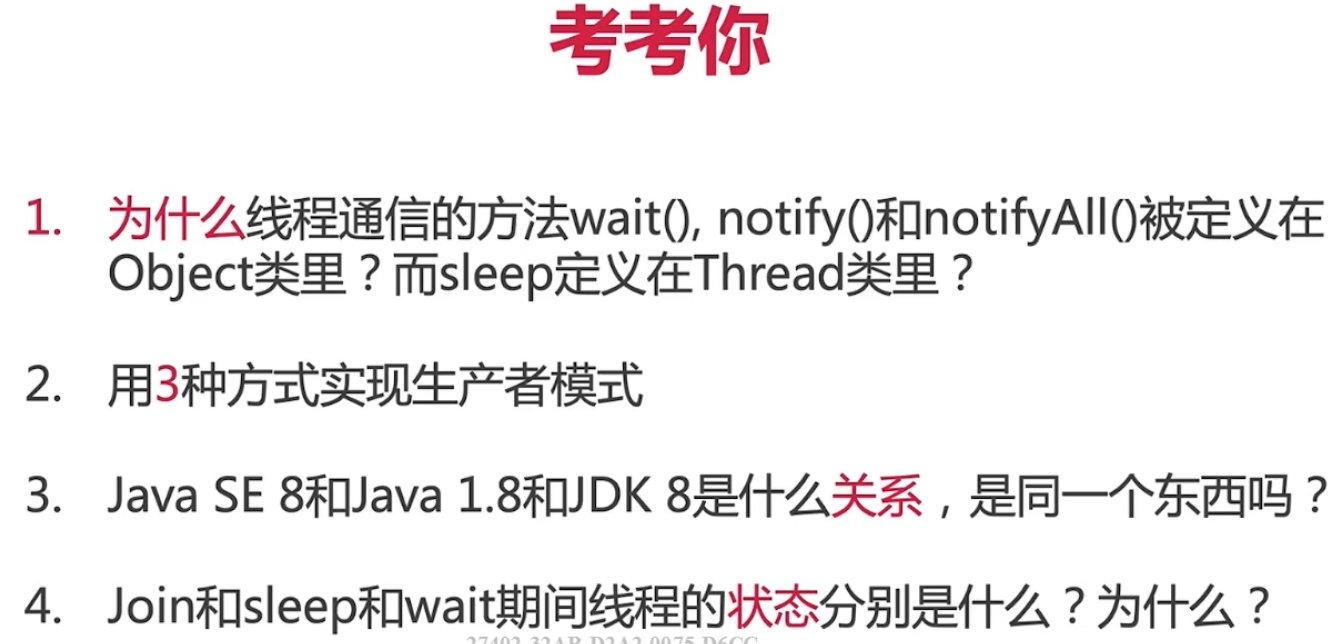 考考你
1. 为什么线程通信的方法wait(), notify()和notifyAll()被定义在
Object类里？而sleep定义在Thread类里？
2. 用3种方式实现生产者模式
3. Java SE 8和Java 1.8和JDK 8是什么关系，是同一个东西吗？
4. Join和sleep和wait期间线程的状态分别是什么？为什么？